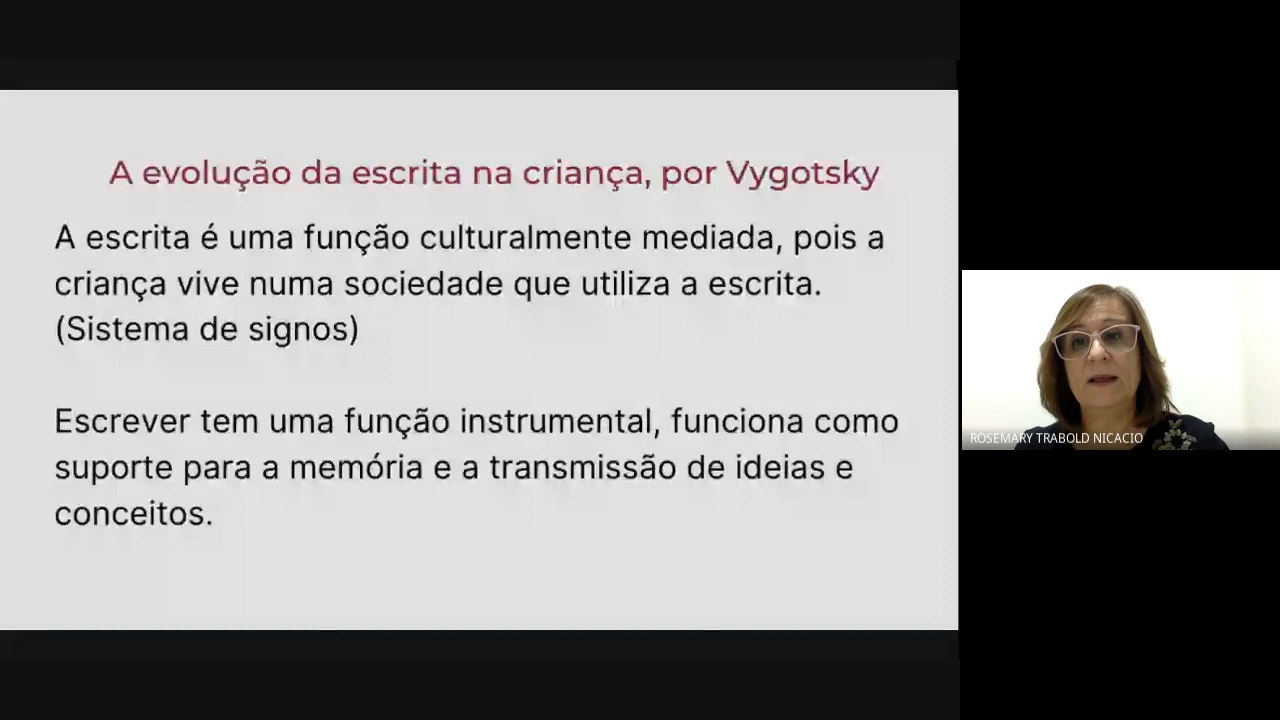 A evolução da escrita na criança, por Vygotsky
A escrita é uma função culturalmente mediada, pois a
criança vive numa sociedade que utiliza a escrita.
(Sistema de signos)
Escrever tem uma função instrumental, funciona como
suporte para a memória e a transmissão de ideias e
conceitos.
ROSEMARY TRABOLD NICACIO